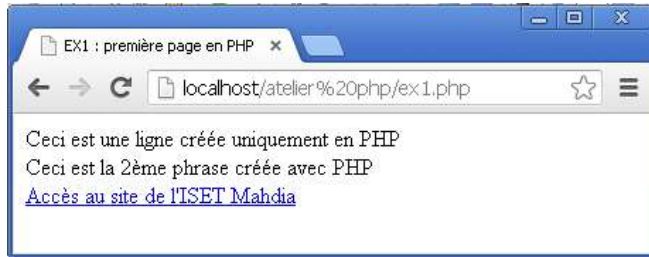 EX1 : première page en PHP
localhost/atelier%20php/ex1.php
Ceci est une ligne créée uniquement en PHP
Ceci est la 2ème phrase créée avec PHP
Accès au site de l'ISET Mahdia